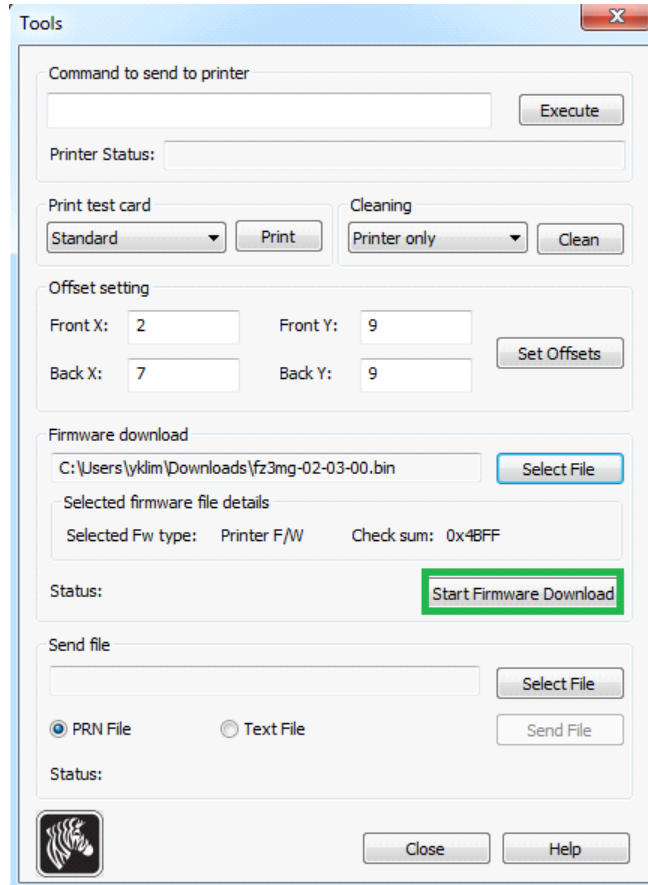 Tools
Command to send to printer
Execute
Printer Status:
Print test card
Cleaning
Standard
Print
Printer only
Clean
Offset setting
Front X: 2 Front Y: 9
Set Offsets
Back X: 7 Back Y: 9
Firmware download
C:\Users\yklim\Downloads\fz3mg-02-03-00.bin
Select File
Selected firmware file details
Selected Fw type: Printer F/W Check sum: 0x4BFF
Status:
Start Firmware Download
Send file
Select File
PRN File
Text File
Send File
Status:
Close
Help